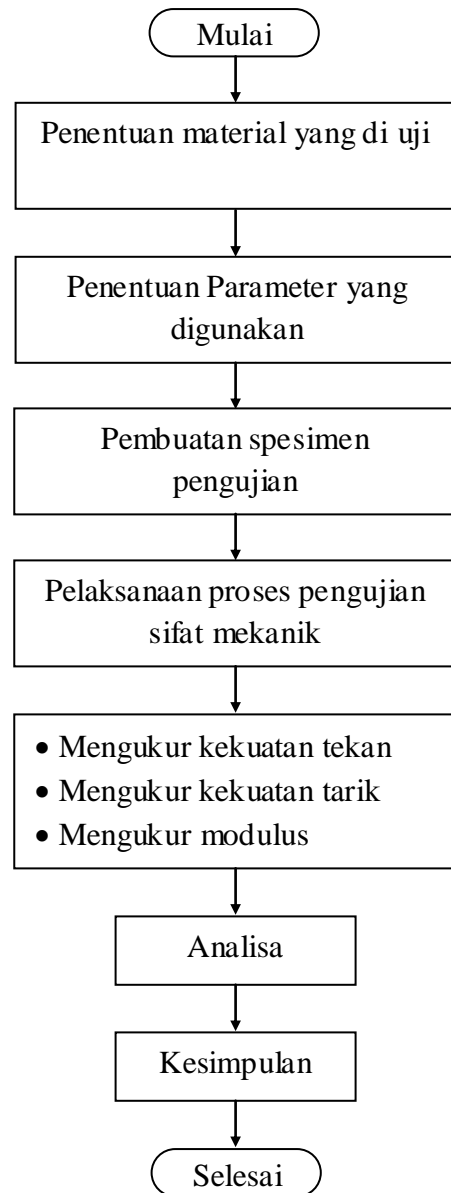 Mulai
Penentuan material yang di uji
Penentuan Parameter yang
digunakan
Pembuatan spesimen
pengujian
Pelaksanaan proses pengujian
sifat mekanik
• Mengukur kekuatan tekan
• Mengukur kekuatan tarik
• Mengukur modulus
Analisa
Kesimpulan
Selesai